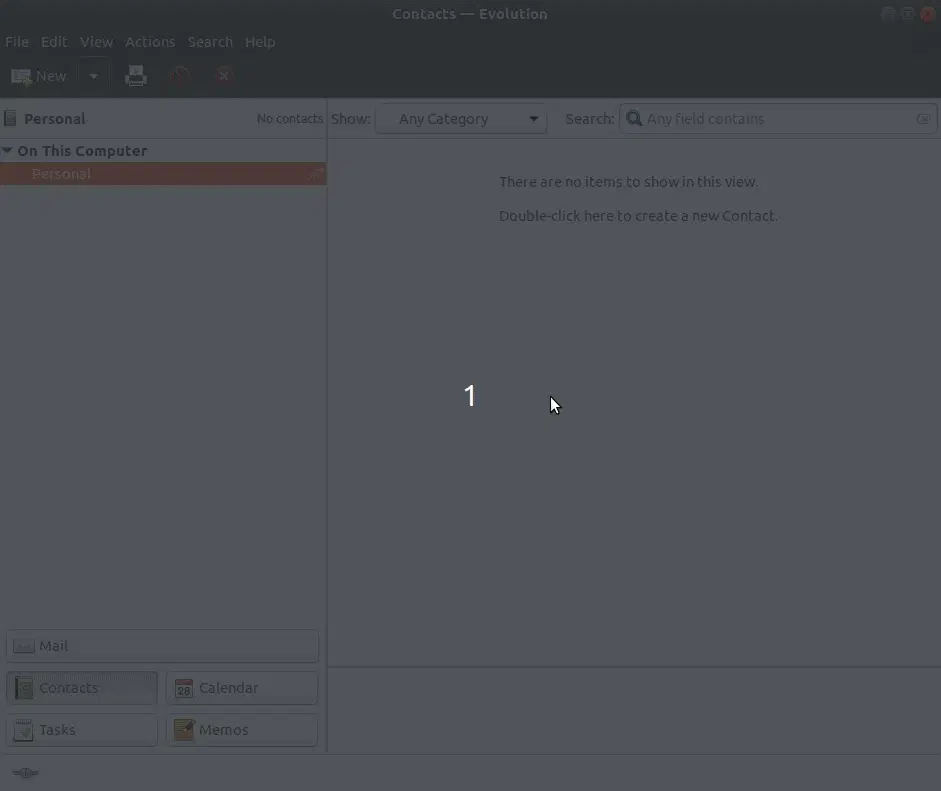 Contacts — Evolution
File Edit View Actions Search Help
New
Personal No contacts Show: Any Category Search: Any field contains
On This Computer
Personal
There are no items to show in this view.
Double-click here to create a new Contact.
1
Mail
Contacts 28 Calendar
Tasks Memos